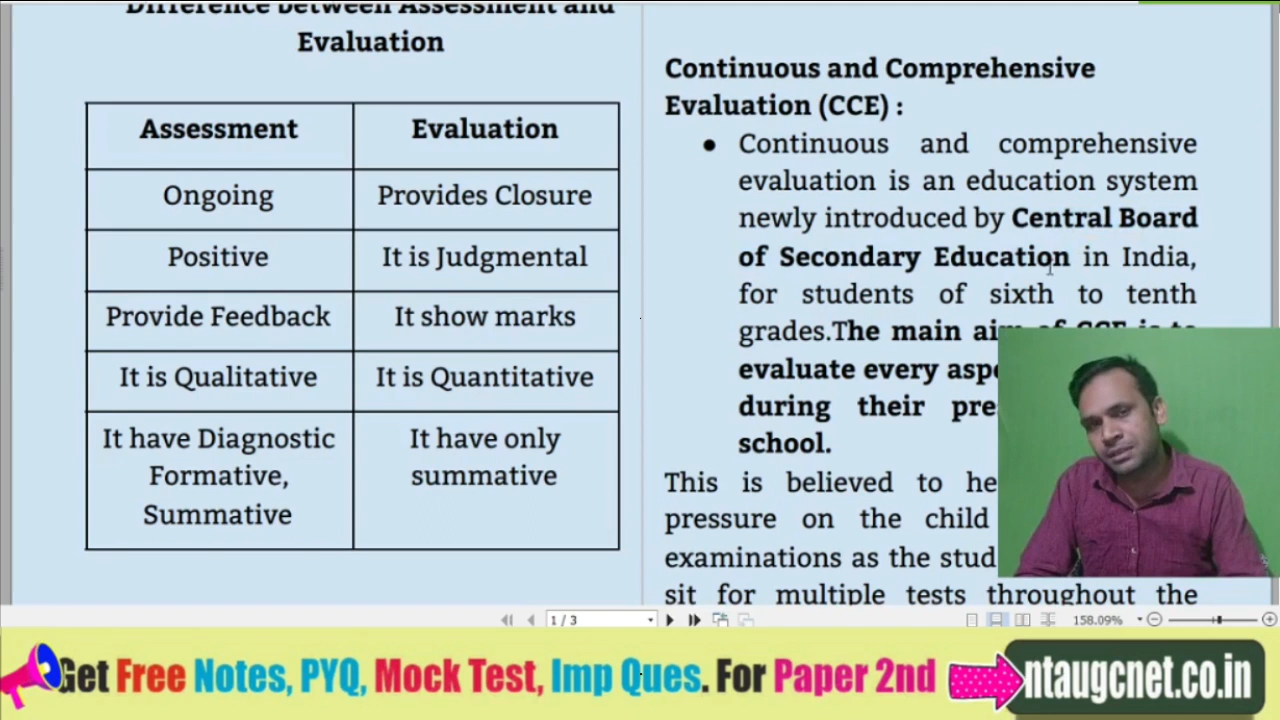 Difference between Assessment and
Evaluation
Assessment
Evaluation
Ongoing
Provides Closure
Positive
It is Judgmental
Provide Feedback
It show marks
It is Qualitative
It is Quantitative
It have Diagnostic
Formative,
Summative
It have only
summative
Continuous and Comprehensive
Evaluation (CCE) :
● Continuous and comprehensive
evaluation is an education system
newly introduced by Central Board
of Secondary Education in India,
for students of sixth to tenth
grades.The main aim of CCE is to
evaluate every
during their
school.
This is believed to
pressure on the child
examinations as the
sit for multiple tests throughout the
1 / 3
158.09%
Get Free Notes, PYQ, Mock Test, Imp Ques. For Paper 2nd
ntaugcnet.co.in